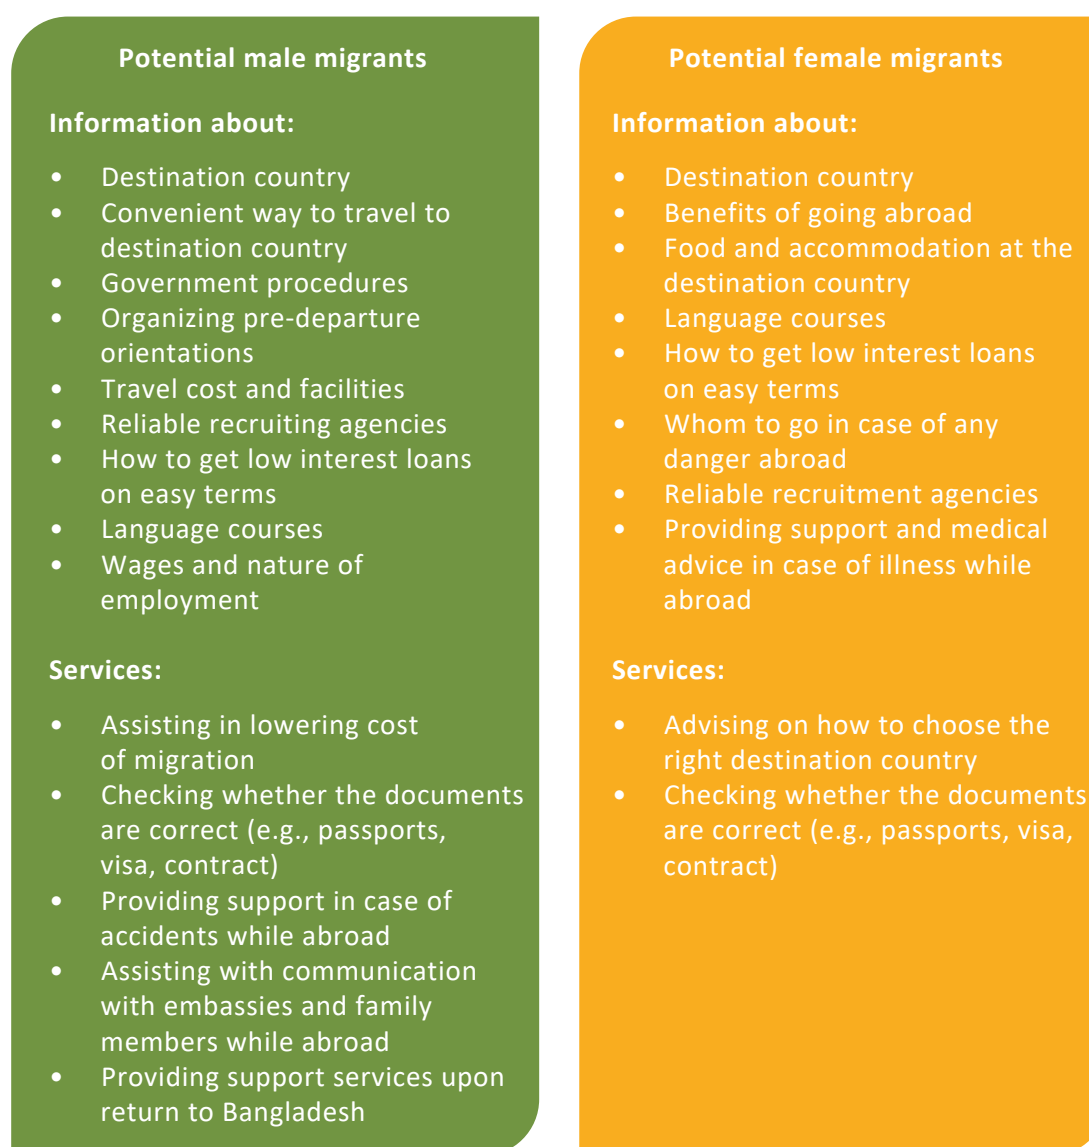 Potential male migrants
Information about:
• Destination country
• Convenient way to travel to
destination country
• Government procedures
• Organizing pre-departure
orientations
• Travel cost and facilities
• Reliable recruiting agencies
• How to get low interest loans
on easy terms
• Language courses
• Wages and nature of
employment
Services:
• Assisting in lowering cost
of migration
• Checking whether the documents
are correct (e.g., passports,
visa, contract)
• Providing support in case of
accidents while abroad
• Assisting with communication
with embassies and family
members while abroad
• Providing support services upon
return to Bangladesh
Potential female migrants
Information about:
• Destination country
• Benefits of going abroad
• Food and accommodation at the
destination country
• Language courses
• How to get low interest loans
on easy terms
• Whom to go in case of any
danger abroad
• Reliable recruitment agencies
• Providing support and medical
advice in case of illness while
abroad
Services:
• Advising on how to choose the
right destination country
• Checking whether the documents
are correct (e.g., passports, visa,
contract)